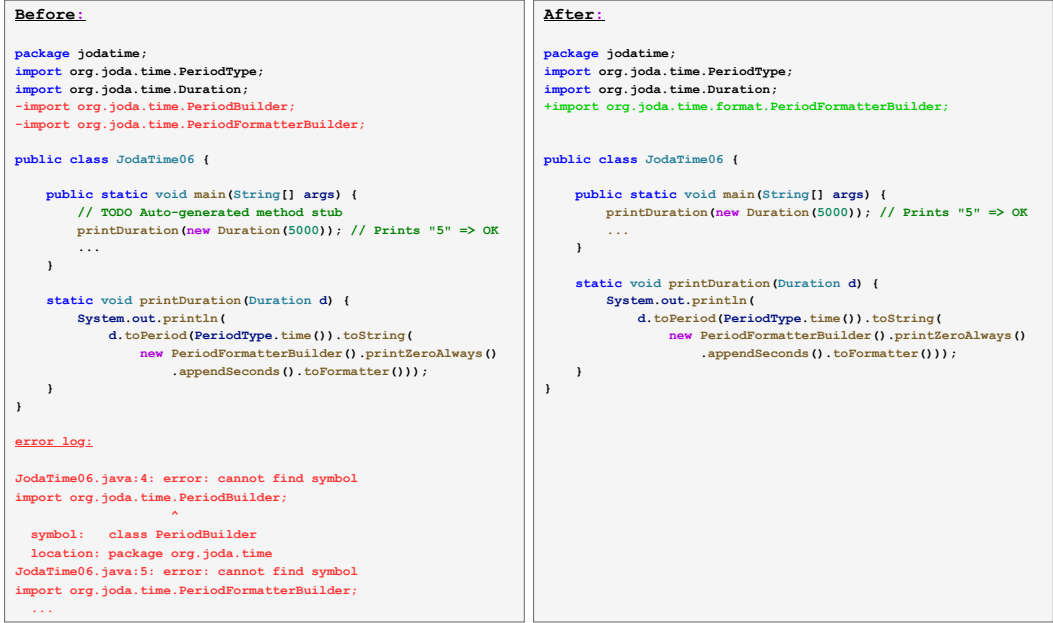 Before:
package jodatime;
import org.joda.time.PeriodType;
import org.joda.time.Duration;
-import org.joda.time.PeriodBuilder;
-import org.joda.time.PeriodFormatterBuilder;
public class JodaTime06 {
    public static void main(String[] args) {
        // TODO Auto-generated method stub
        printDuration(new Duration(5000)); // Prints "5" => OK
        ...
    }
    static void printDuration(Duration d) {
        System.out.println(
            d.toPeriod(PeriodType.time()).toString(
                new PeriodFormatterBuilder().printZeroAlways()
                    .appendSeconds().toFormatter()));
    }
}
error log:
JodaTime06.java:4: error: cannot find symbol
import org.joda.time.PeriodBuilder;
                    ^
  symbol:   class PeriodBuilder
  location: package org.joda.time
JodaTime06.java:5: error: cannot find symbol
import org.joda.time.PeriodFormatterBuilder;
  ...
After:
package jodatime;
import org.joda.time.PeriodType;
import org.joda.time.Duration;
+import org.joda.time.format.PeriodFormatterBuilder;
public class JodaTime06 {
    public static void main(String[] args) {
        printDuration(new Duration(5000)); // Prints "5" => OK
        ...
    }
    static void printDuration(Duration d) {
        System.out.println(
            d.toPeriod(PeriodType.time()).toString(
                new PeriodFormatterBuilder().printZeroAlways()
                    .appendSeconds().toFormatter()));
    }
}